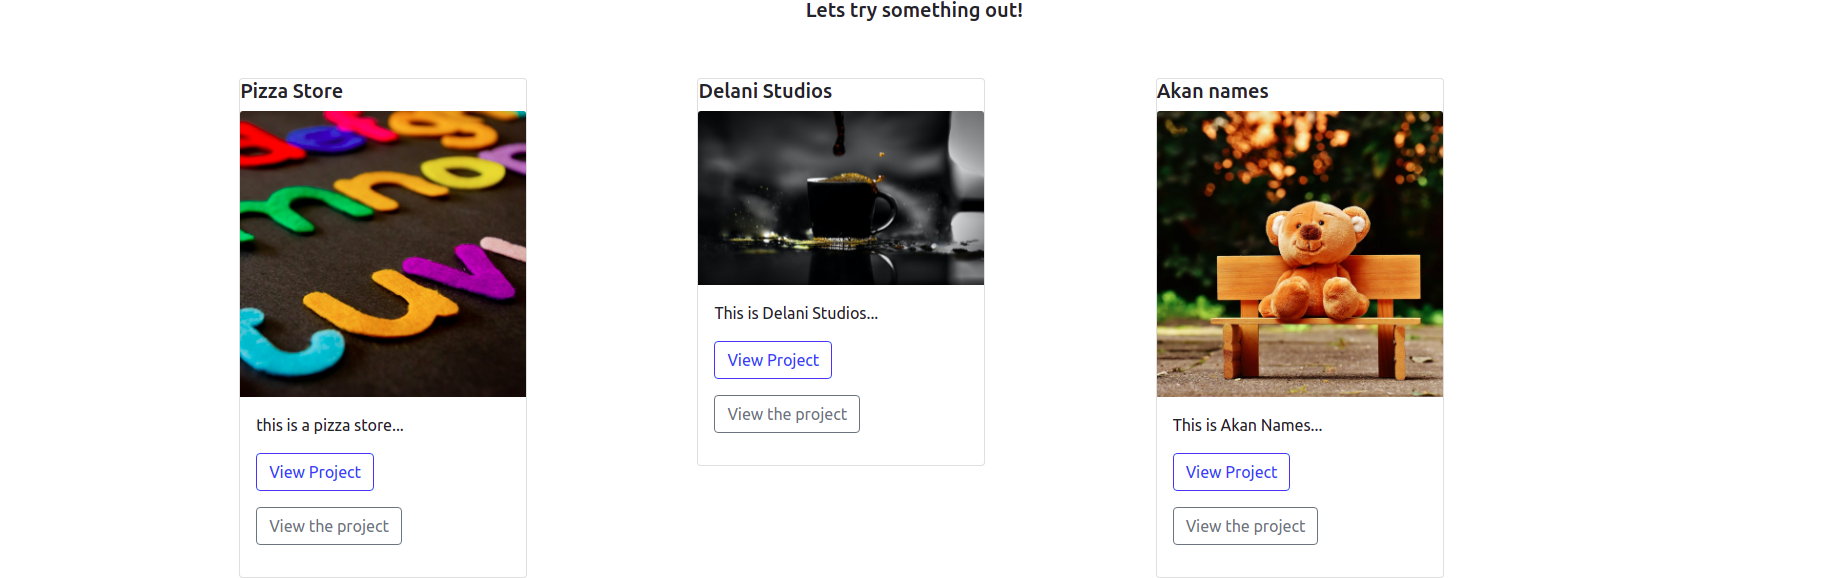 Lets try something out!
Pizza Store
this is a pizza store...
View Project
View the project
Delani Studios
This is Delani Studios...
View Project
View the project
Akan names
This is Akan Names...
View Project
View the project